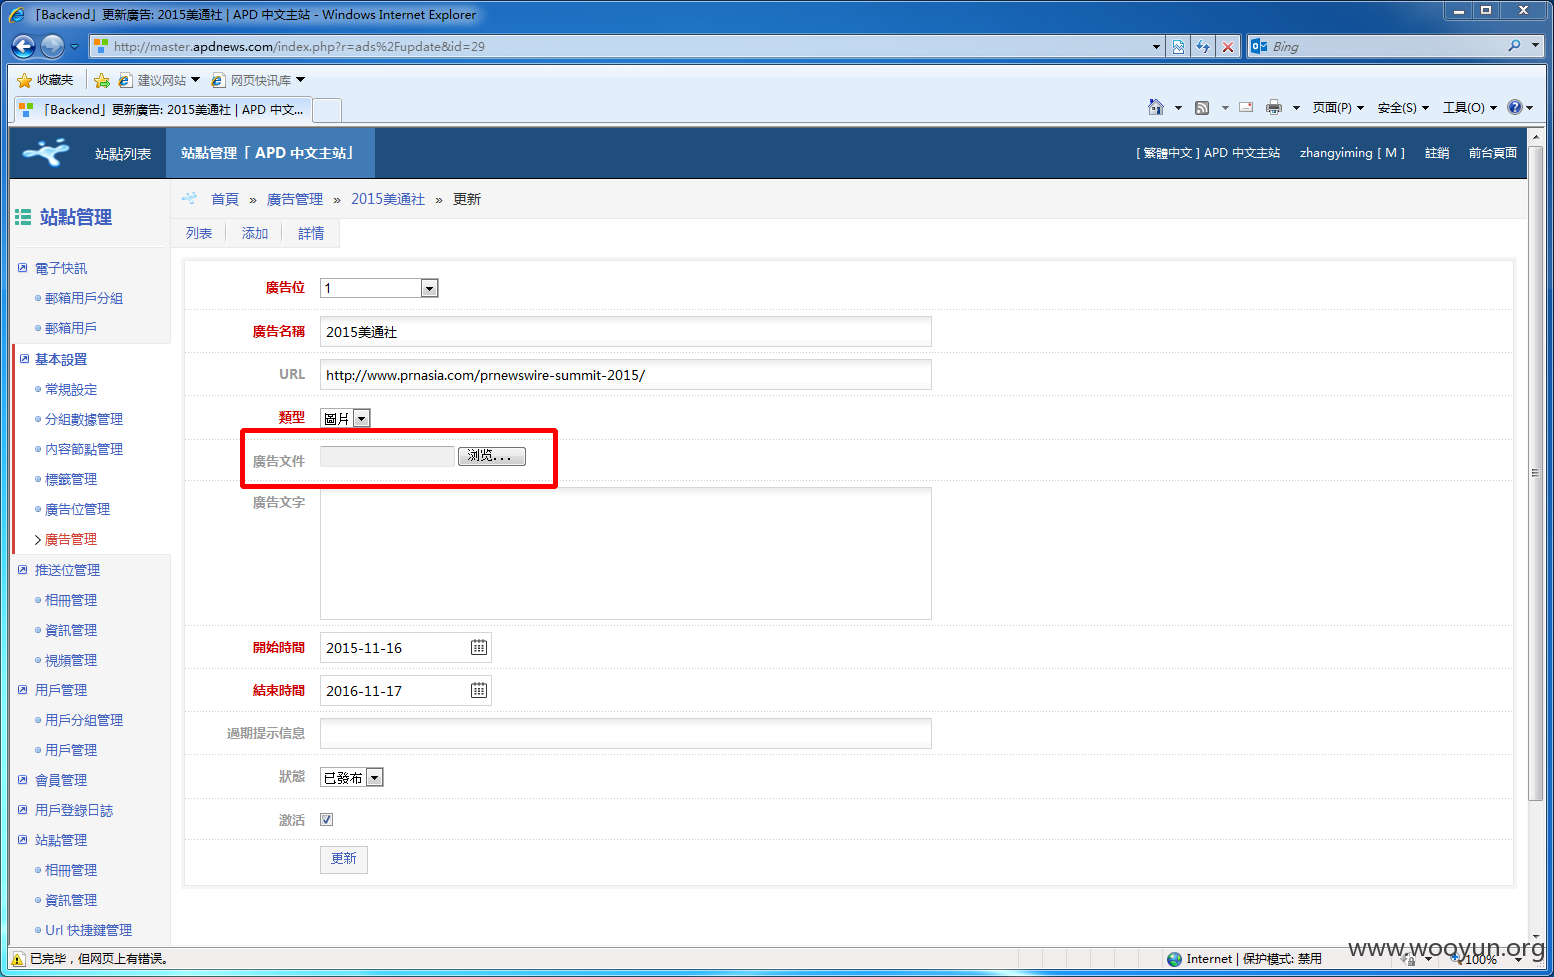 「Backend」更新廣告: 2015美通社 | APD 中文主站 - Windows Internet Explorer
http://master.apdnews.com/index.php?r=ads%2Fupdate&id=29
Bing
收藏夹 建议网站 网页快讯库
「Backend」更新廣告: 2015美通社 | APD 中文...
页面(P) 安全(S) 工具(O)
站點列表 站點管理「 APD 中文主站」 [ 繁體中文 ] APD 中文主站 zhangyiming [ M ] 註銷 前台頁面
首頁 » 廣告管理 » 2015美通社 » 更新
站點管理
列表 添加 詳情
電子快訊
郵箱用戶分組
郵箱用戶
基本設置
常規設定
分組數據管理
內容節點管理
標籤管理
廣告位管理
廣告管理
推送位管理
相冊管理
資訊管理
視頻管理
用戶管理
用戶分組管理
用戶管理
會員管理
用戶登錄日誌
站點管理
相冊管理
資訊管理
Url 快捷鍵管理
廣告位 1
廣告名稱 2015美通社
URL http://www.prnasia.com/prnewswire-summit-2015/
類型 圖片
廣告文件 浏览...
廣告文字
開始時間 2015-11-16
結束時間 2016-11-17
過期提示信息
狀態 已發布
激活
更新
www.wooyun.org
已完毕，但网页上有错误。 Internet | 保护模式: 禁用 100%